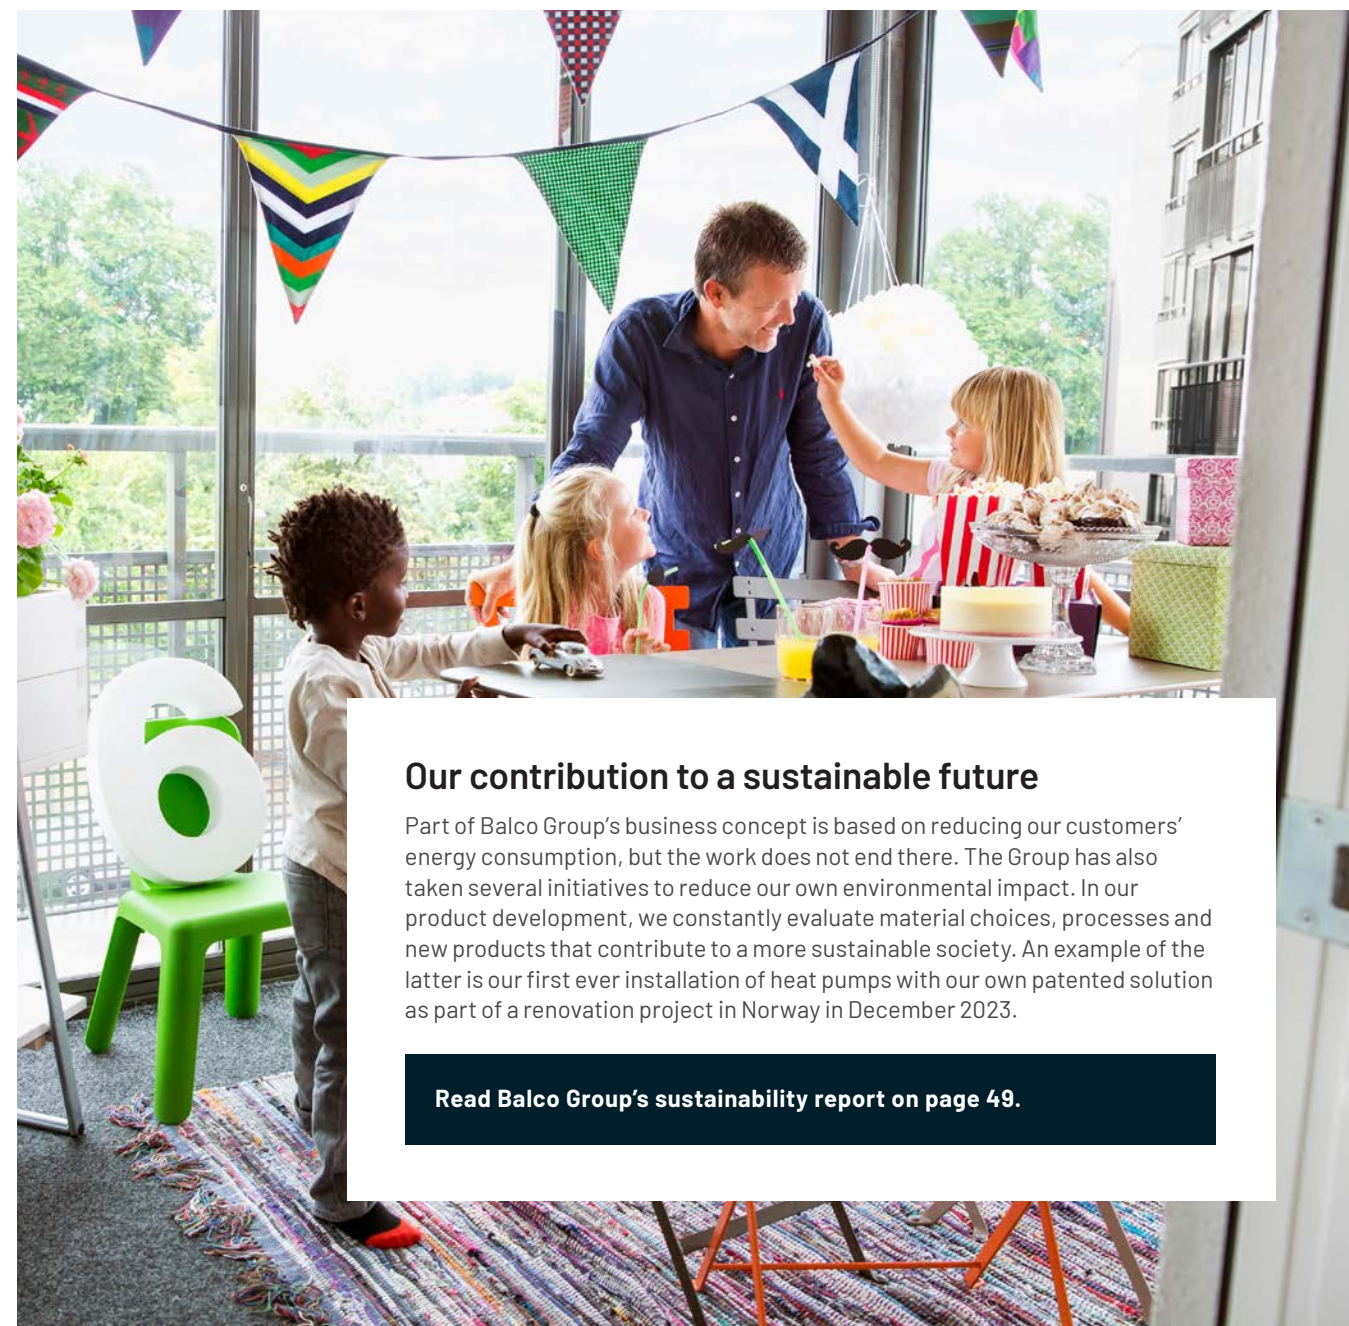 6
Our contribution to a sustainable future
Part of Balco Group’s business concept is based on reducing our customers’
energy consumption, but the work does not end there. The Group has also
taken several initiatives to reduce our own environmental impact. In our
product development, we constantly evaluate material choices, processes and
new products that contribute to a more sustainable society. An example of the
latter is our first ever installation of heat pumps with our own patented solution
as part of a renovation project in Norway in December 2023.
Read Balco Group’s sustainability report on page 49.